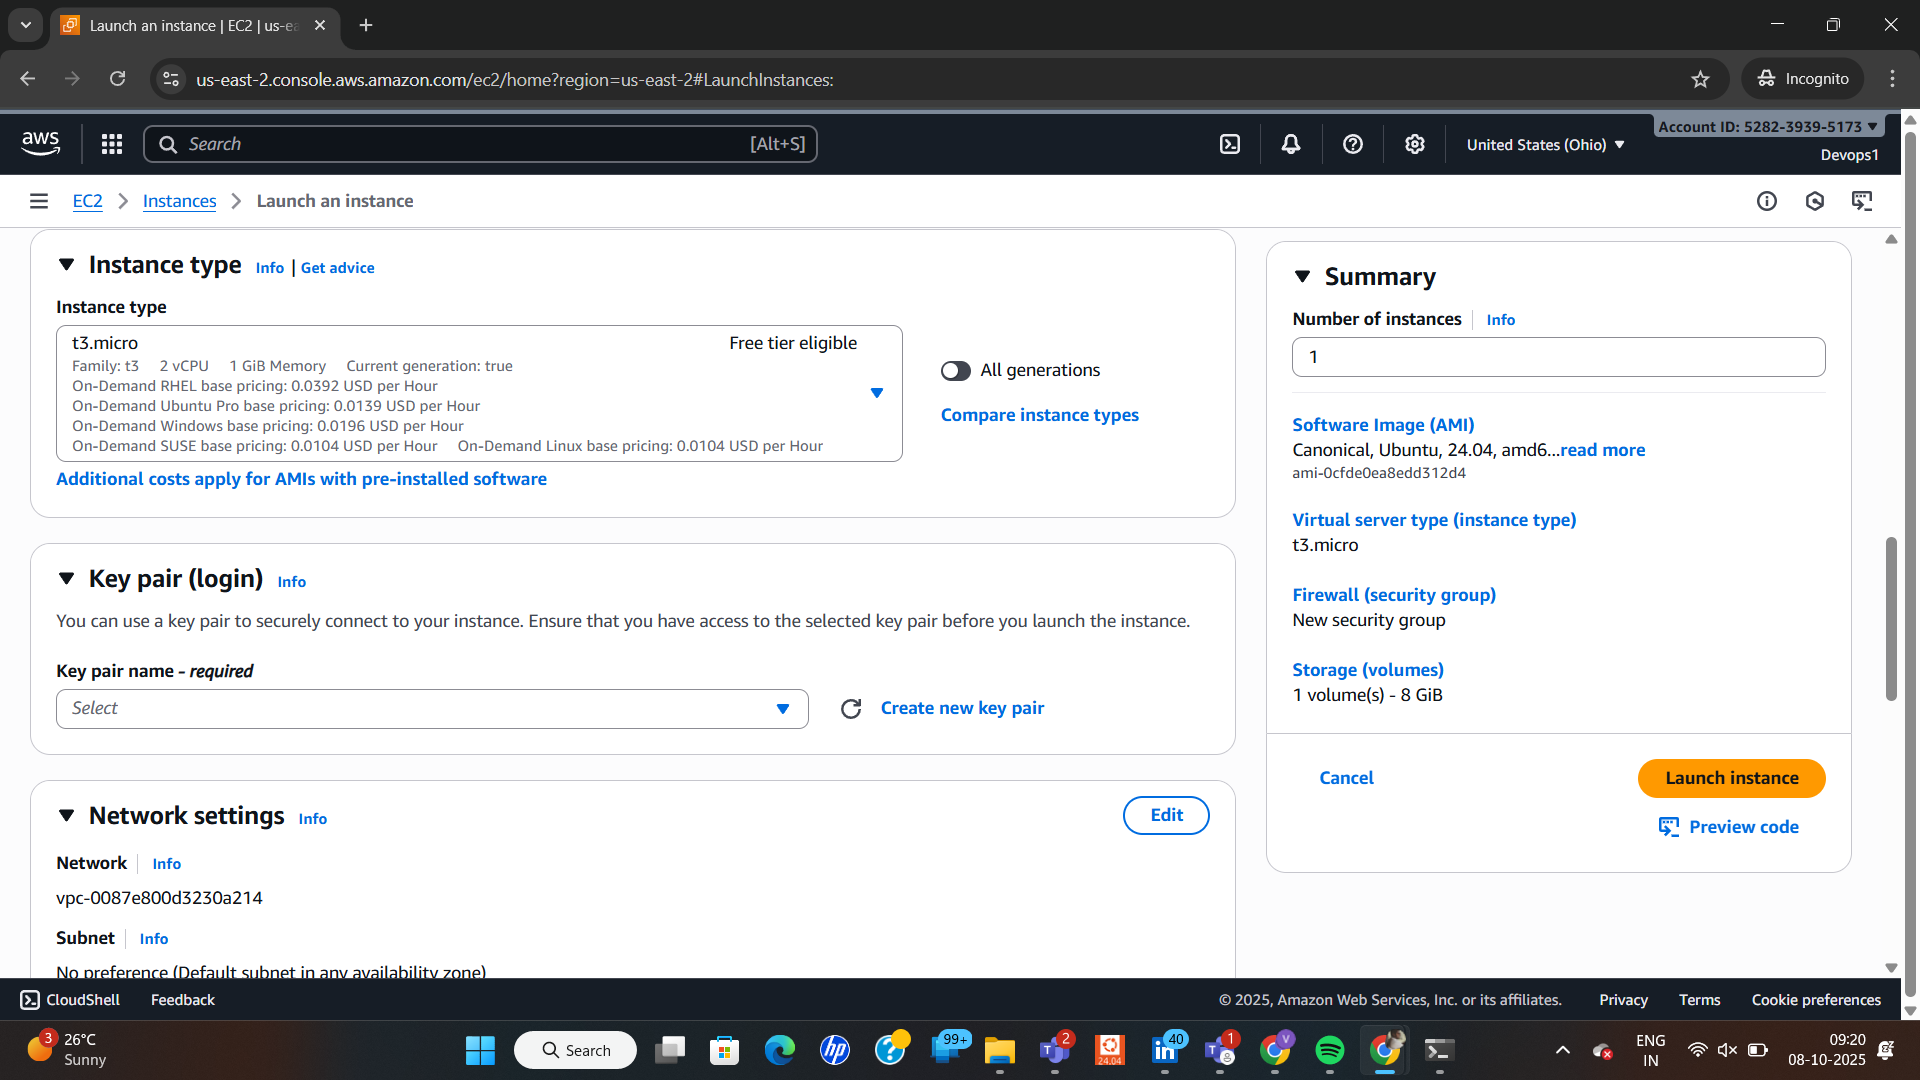 Launch an instance | EC2 | us-ea
us-east-2.console.aws.amazon.com/ec2/home?region=us-east-2#LaunchInstances:
Incognito
aws
Search
[Alt+S]
United States (Ohio)
Account ID: 5282-3939-5173
Devops1
EC2
Instances
Launch an instance
Instance type
Info
Get advice
Instance type
t3.micro
Free tier eligible
Family: t3 2 vCPU 1 GiB Memory Current generation: true
On-Demand RHEL base pricing: 0.0392 USD per Hour
On-Demand Ubuntu Pro base pricing: 0.0139 USD per Hour
On-Demand Windows base pricing: 0.0196 USD per Hour
On-Demand SUSE base pricing: 0.0104 USD per Hour On-Demand Linux base pricing: 0.0104 USD per Hour
All generations
Compare instance types
Additional costs apply for AMIs with pre-installed software
Key pair (login)
Info
You can use a key pair to securely connect to your instance. Ensure that you have access to the selected key pair before you launch the instance.
Key pair name - required
Select
Create new key pair
Network settings
Info
Edit
Network
Info
vpc-0087e800d3230a214
Subnet
Info
No preference (Default subnet in any availability zone)
Summary
Number of instances
Info
1
Software Image (AMI)
Canonical, Ubuntu, 24.04, amd6...read more
ami-0cfde0ea8edd312d4
Virtual server type (instance type)
t3.micro
Firewall (security group)
New security group
Storage (volumes)
1 volume(s) - 8 GiB
Cancel
Launch instance
Preview code
CloudShell
Feedback
© 2025, Amazon Web Services, Inc. or its affiliates.
Privacy
Terms
Cookie preferences
3
26°C
Sunny
Search
hp
99+
2
24.04
in
40
1
V
ENG
IN
09:20
08-10-2025